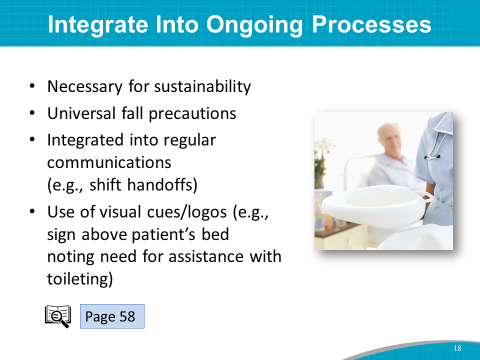 Integrate Into Ongoing Processes
• Necessary for sustainability
• Universal fall precautions
• Integrated into regular
communications
(e.g., shift handoffs)
• Use of visual cues/logos (e.g.,
sign above patient’s bed
noting need for assistance with
toileting)
Page 58
18